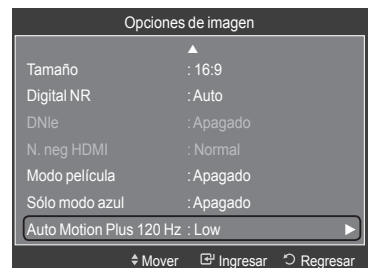 Opciones de imagen
Tamaño : 16:9
Digital NR : Auto
DNIe : Apagado
N. neg HDMI : Normal
Modo película : Apagado
Sólo modo azul : Apagado
Auto Motion Plus 120 Hz : Low
Mover Ingresar Regresar